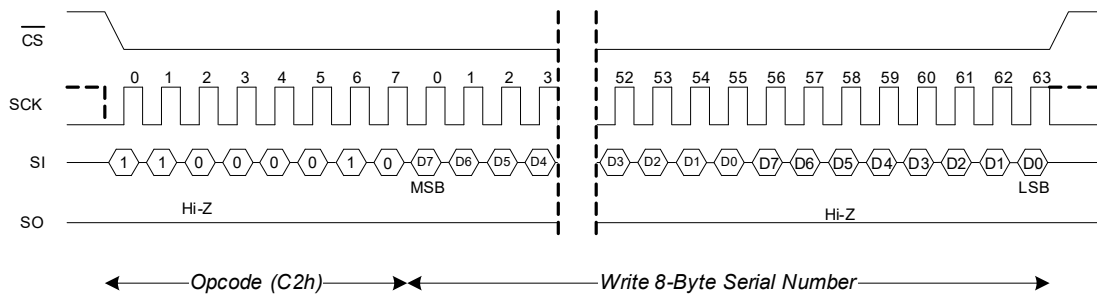 CS
0 1 2 3 4 5 6 7 0 1 2 3 52 53 54 55 56 57 58 59 60 61 62 63
SCK
SI 1 1 0 0 0 0 1 0 D7 D6 D5 D4 D3 D2 D1 D0 D7 D6 D5 D4 D3 D2 D1 D0
MSB LSB
Hi-Z Hi-Z
SO
Opcode (C2h) Write 8-Byte Serial Number